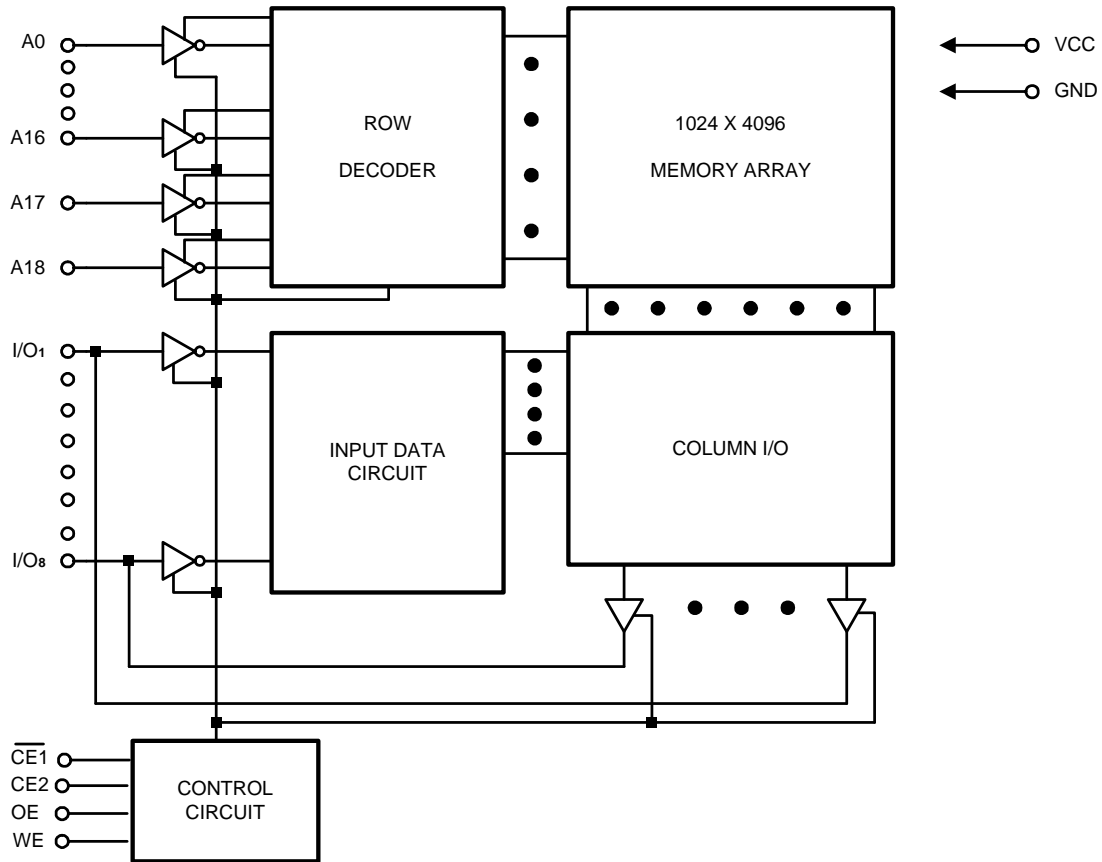 A0
A16
A17
A18
ROW
DECODER
1024 X 4096
MEMORY ARRAY
VCC
GND
I/O₁
I/O₈
INPUT DATA
CIRCUIT
COLUMN I/O
C̅E̅1̅
CE2
OE
WE
CONTROL
CIRCUIT